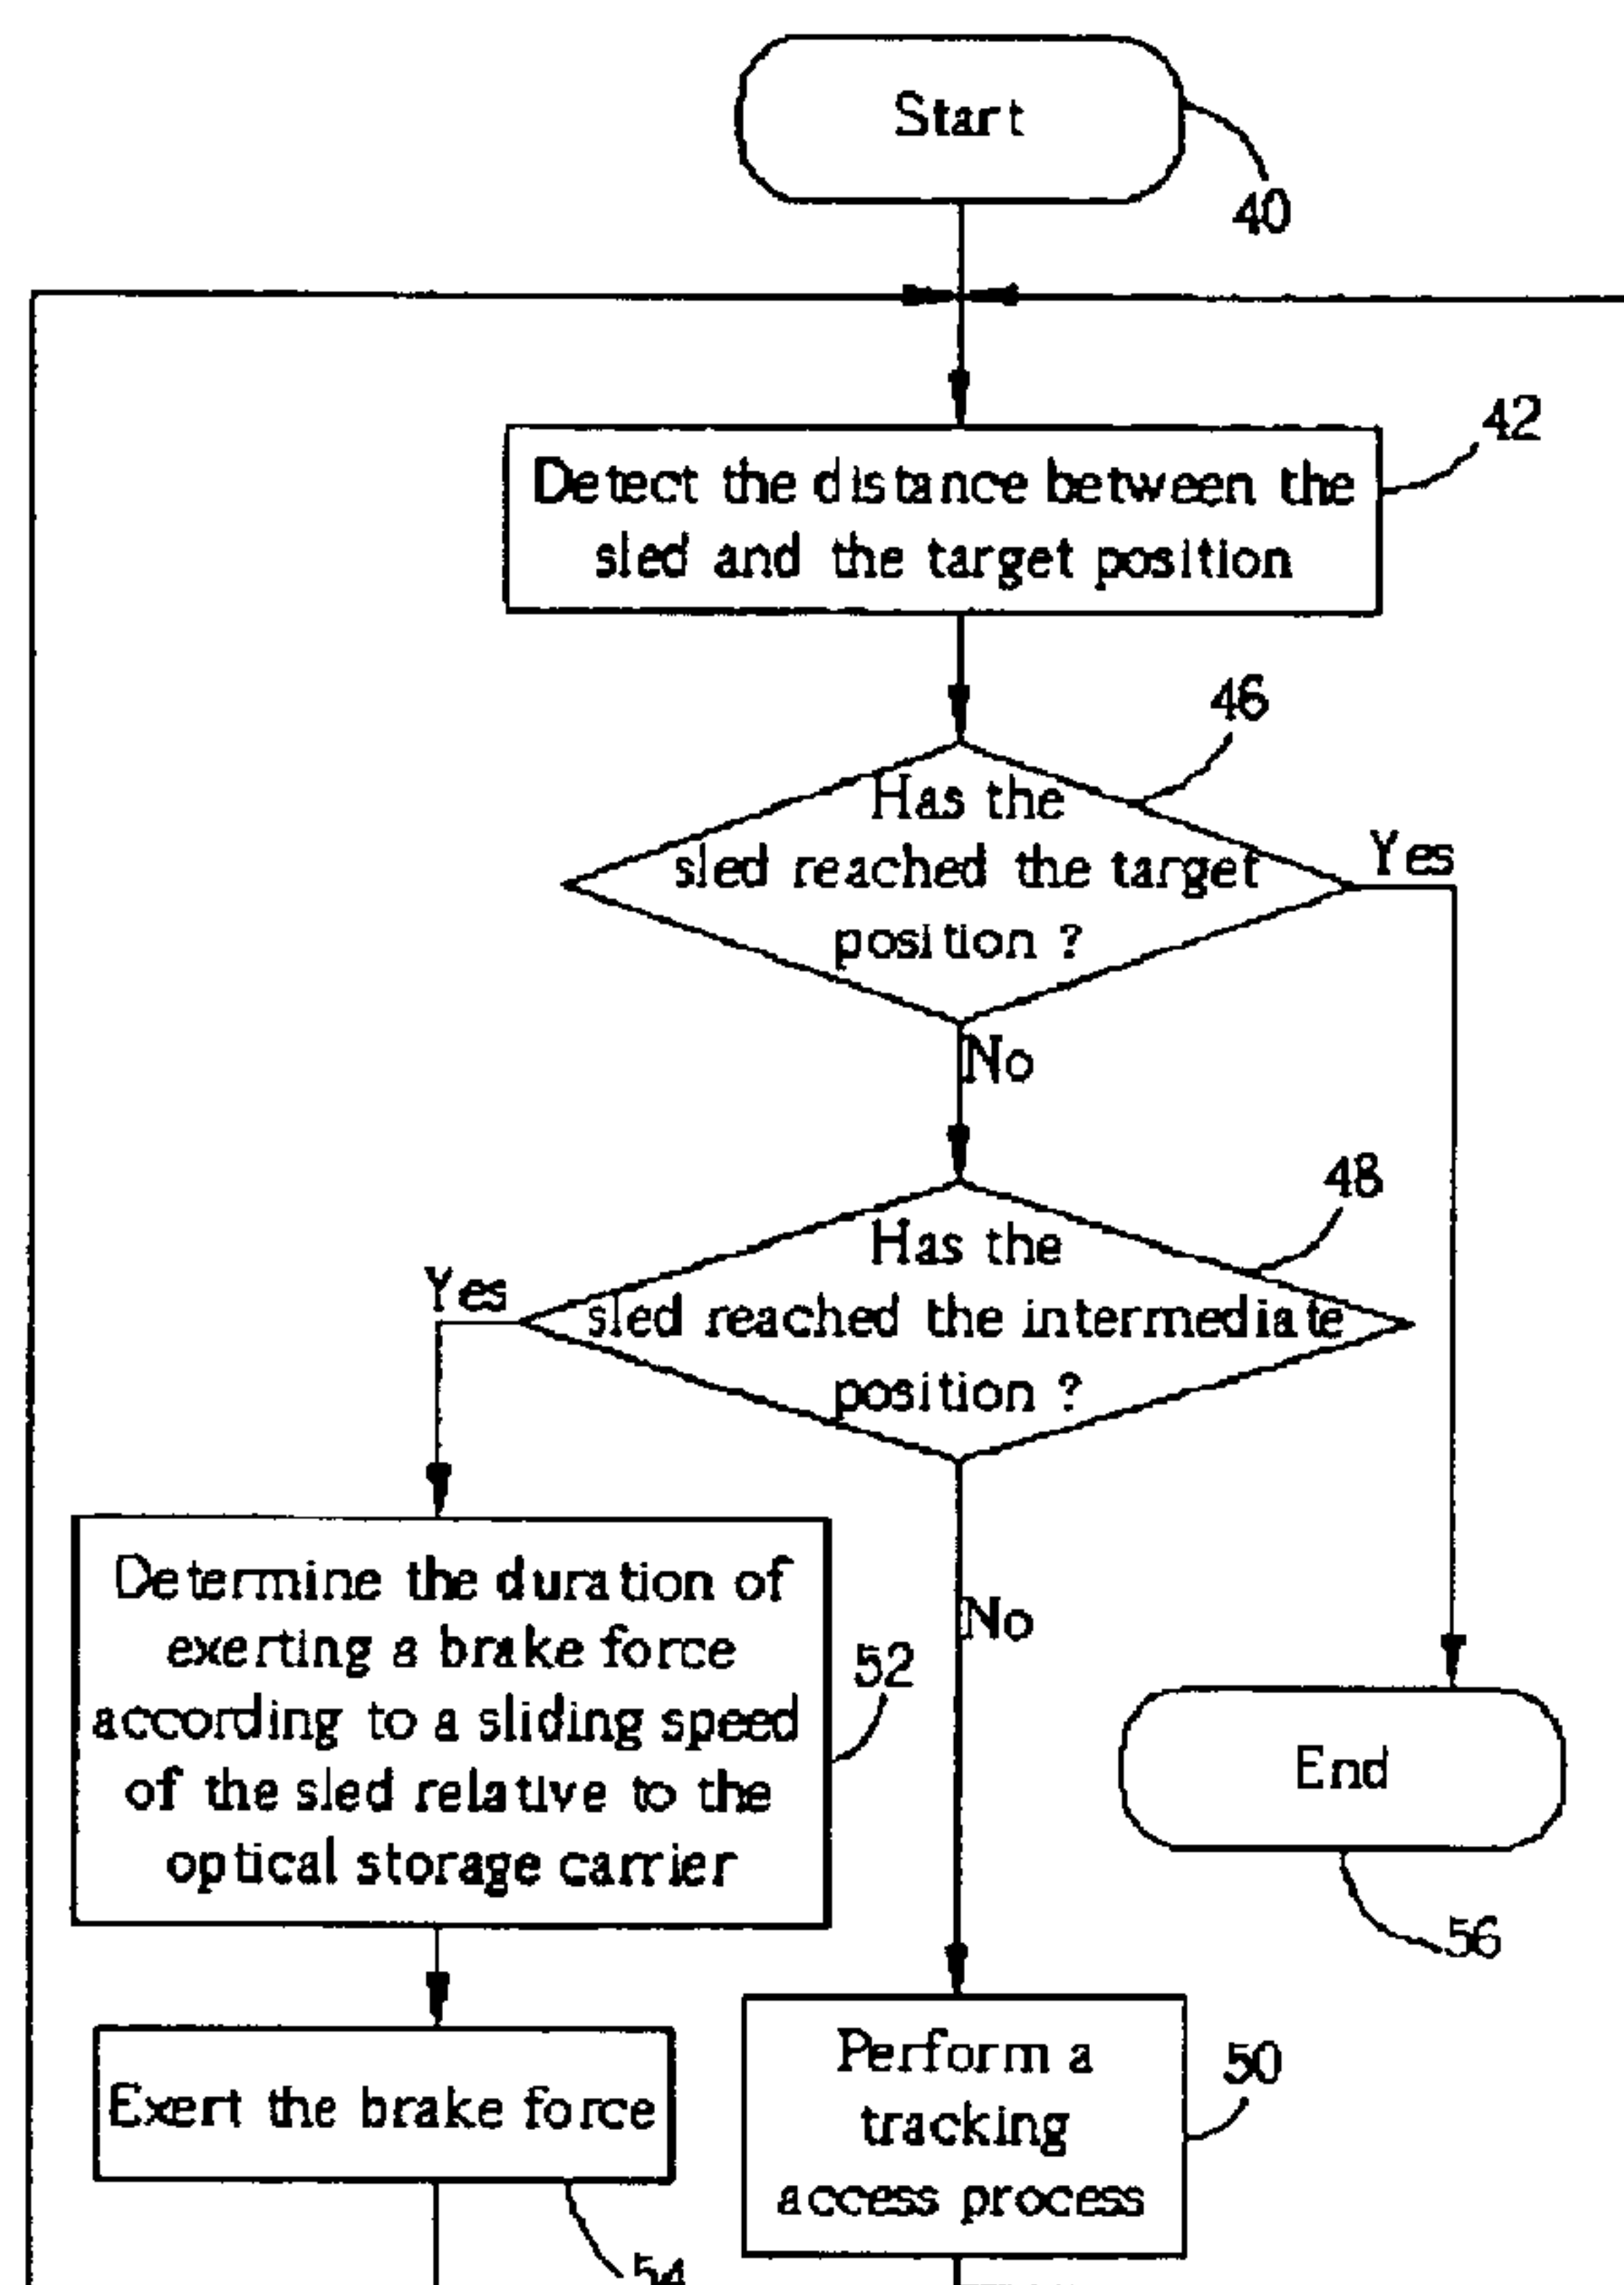 Start
40
42
Detect the distance between the
sled and the target position
46
Has the
sled reached the target
position ?
Yes
No
48
Has the
sled reached the intermediate
position ?
Yes
No
Determine the duration of
exerting a brake force
according to a sliding speed
of the sled relative to the
optical storage carrier
52
End
56
Exert the brake force
54
Perform a
tracking
access process
50